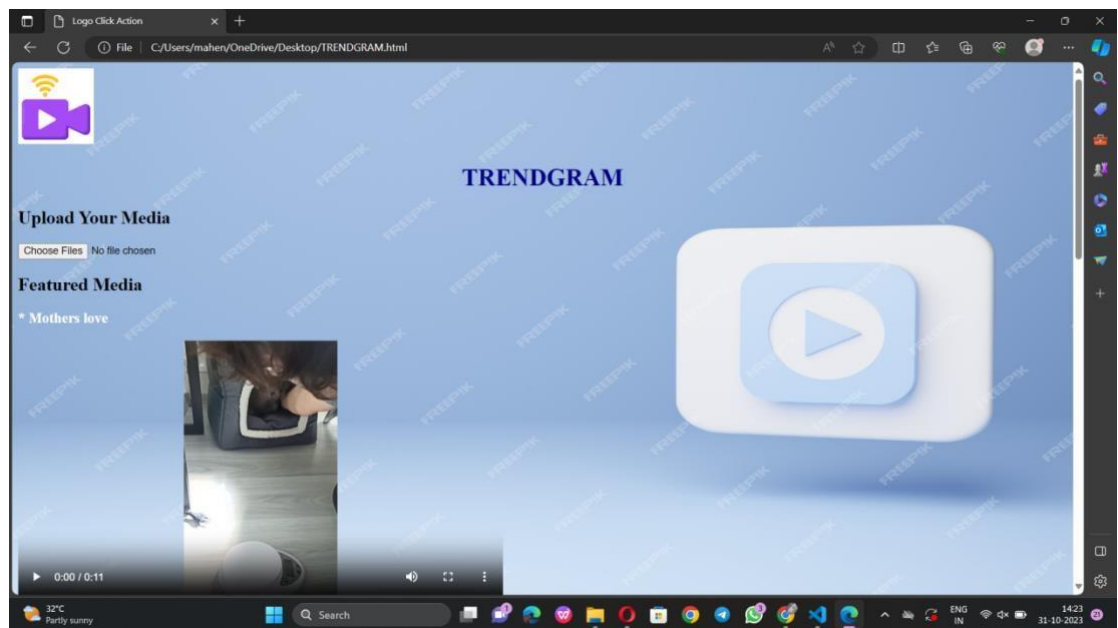 Logo Click Action
File
C:/Users/mahen/OneDrive/Desktop/TRENDGRAM.html
TRENDGRAM
Upload Your Media
Choose Files No file chosen
Featured Media
* Mothers love
0:00 / 0:11
FREEPIK
32°C
Partly sunny
Search
ENG
IN
14:23
31-10-2023